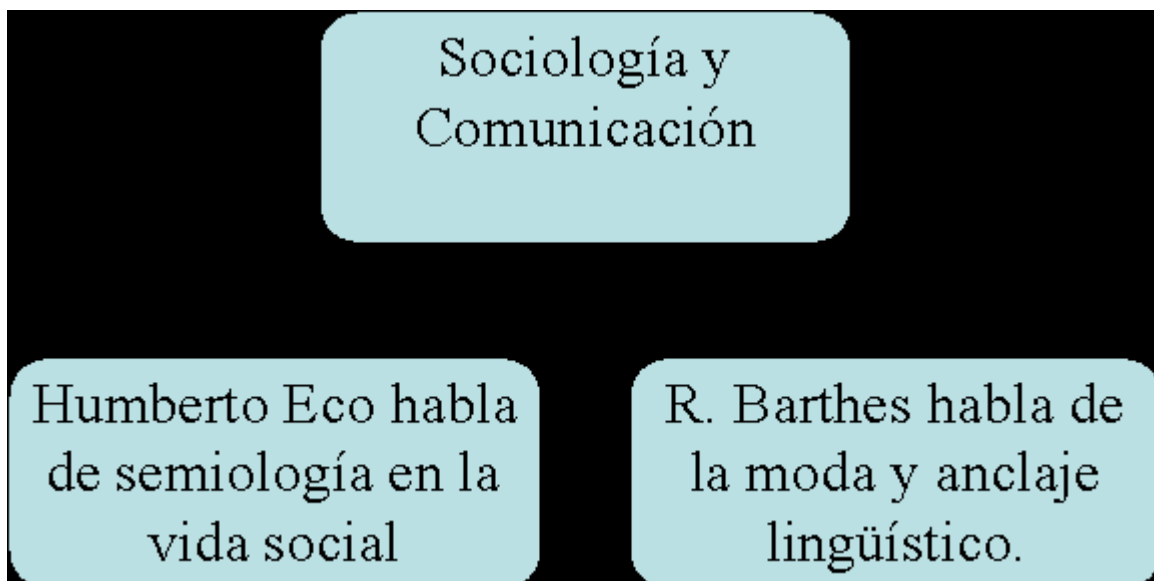 Sociología y
Comunicación
Humberto Eco habla
de semiología en la
vida social
R. Barthes habla de
la moda y anclaje
lingüístico.